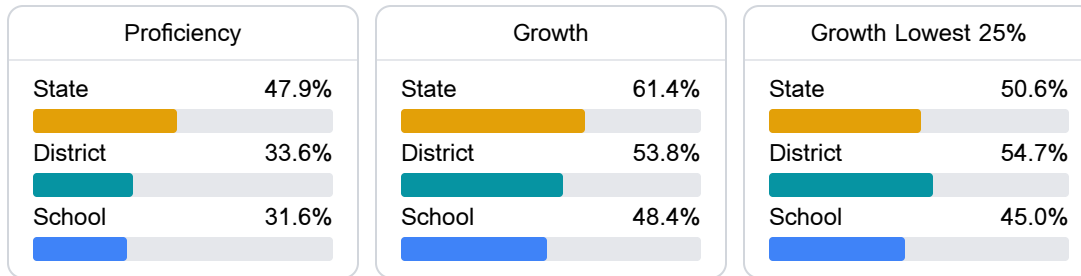 Proficiency
State 47.9%
District 33.6%
School 31.6%
Growth
State 61.4%
District 53.8%
School 48.4%
Growth Lowest 25%
State 50.6%
District 54.7%
School 45.0%